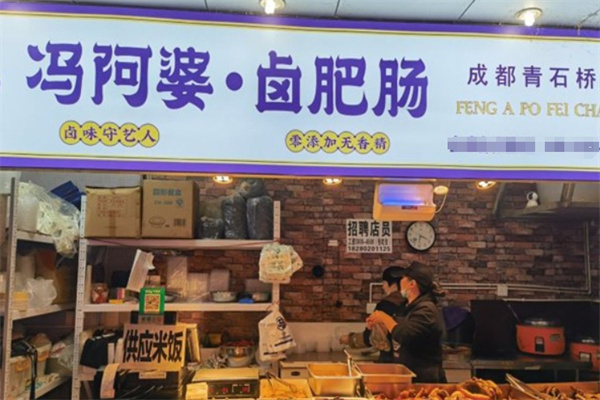 冯阿婆·卤肥肠
成都青石桥
FENG A PO FEI CHA
卤味守艺人
零添加无香精
招聘店员
供应米饭